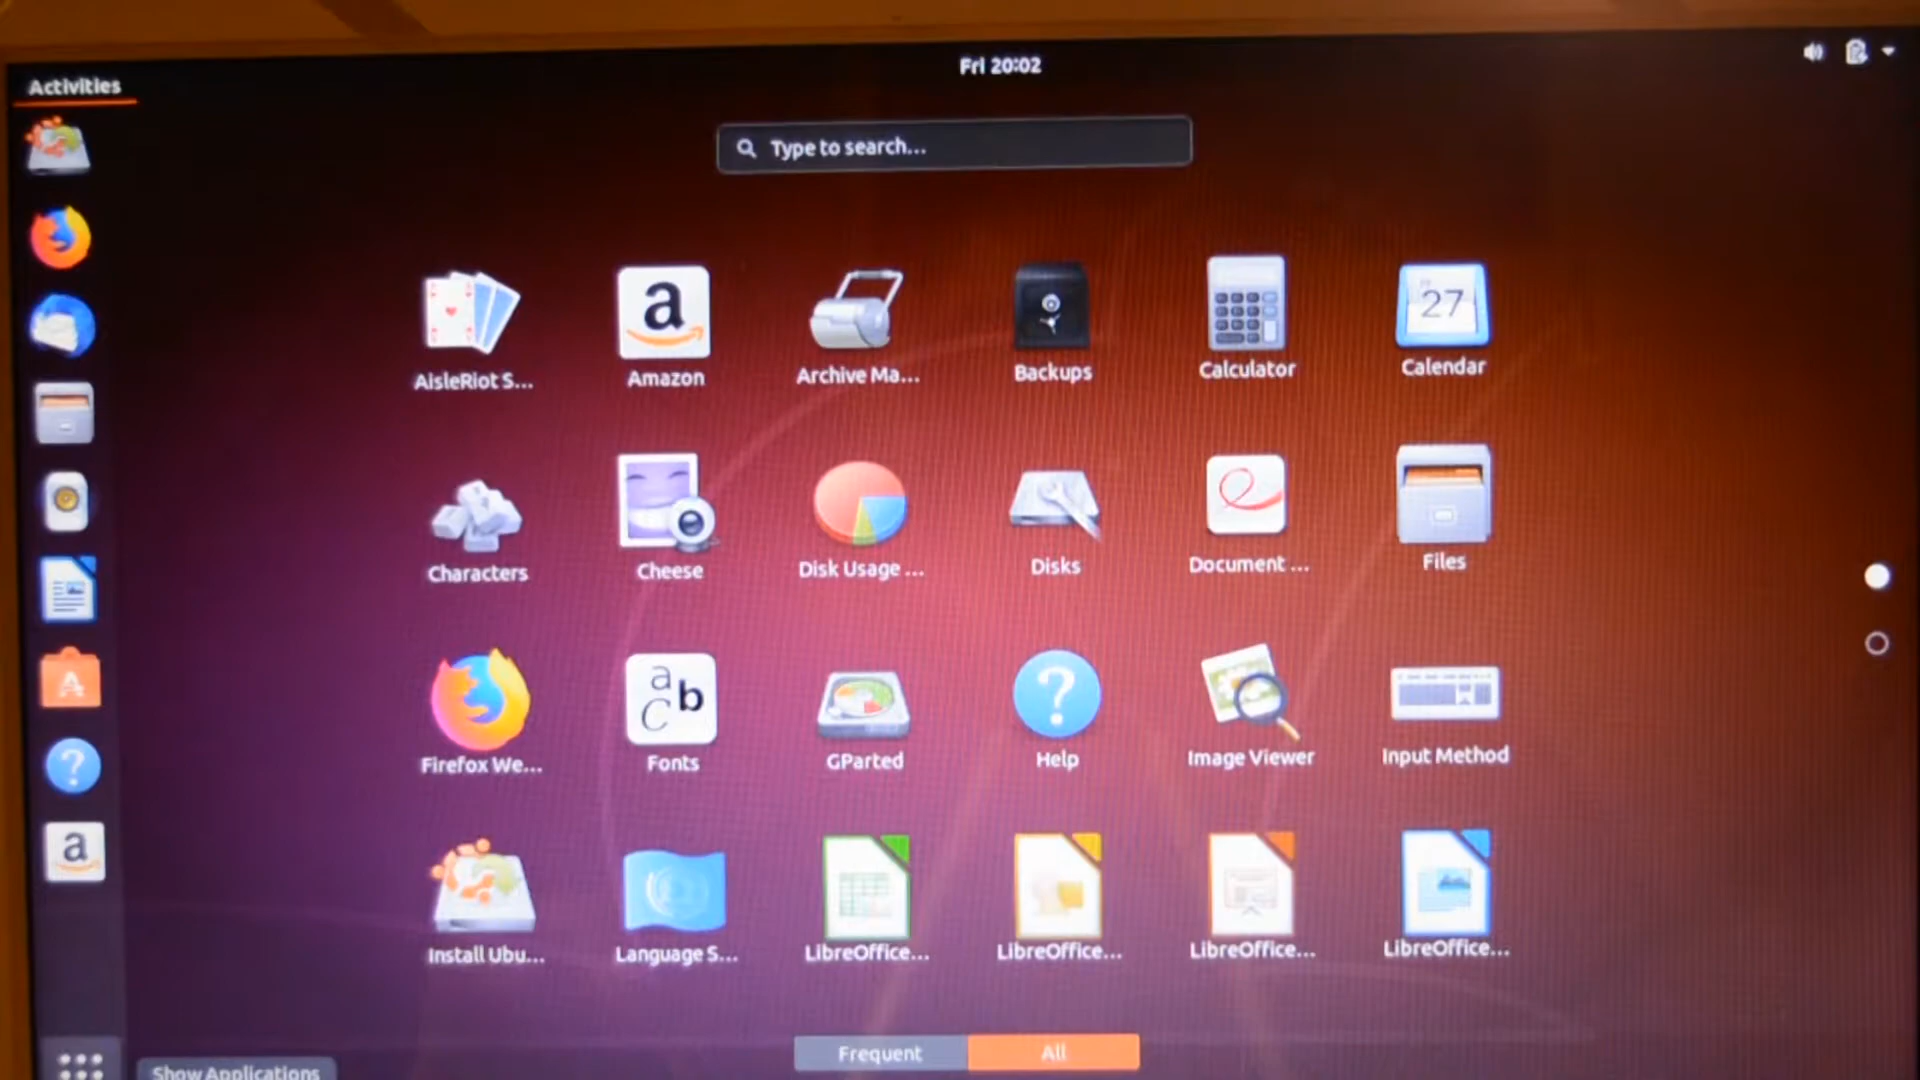 Activities
Fri 20:02
Type to search...
AisleRiot S...
Amazon
Archive Ma...
Backups
Calculator
27
Calendar
Characters
Cheese
Disk Usage ...
Disks
Document ...
Files
Firefox We...
a b c
Fonts
GParted
?
Help
Image Viewer
Input Method
Install Ubu...
Language S...
LibreOffice...
LibreOffice...
LibreOffice...
LibreOffice...
Frequent
All
Show Applications